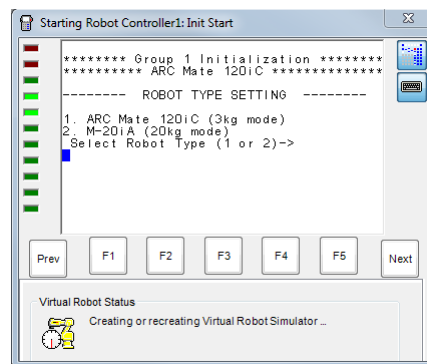 Starting Robot Controller1: Init Start
******** Group 1 Initialization ********
********** ARC Mate 120iC **************
-------- ROBOT TYPE SETTING --------
1. ARC Mate 120iC (3kg mode)
2. M-20iA (20kg mode)
Select Robot Type (1 or 2)->
Prev F1 F2 F3 F4 F5 Next
Virtual Robot Status
Creating or recreating Virtual Robot Simulator ...